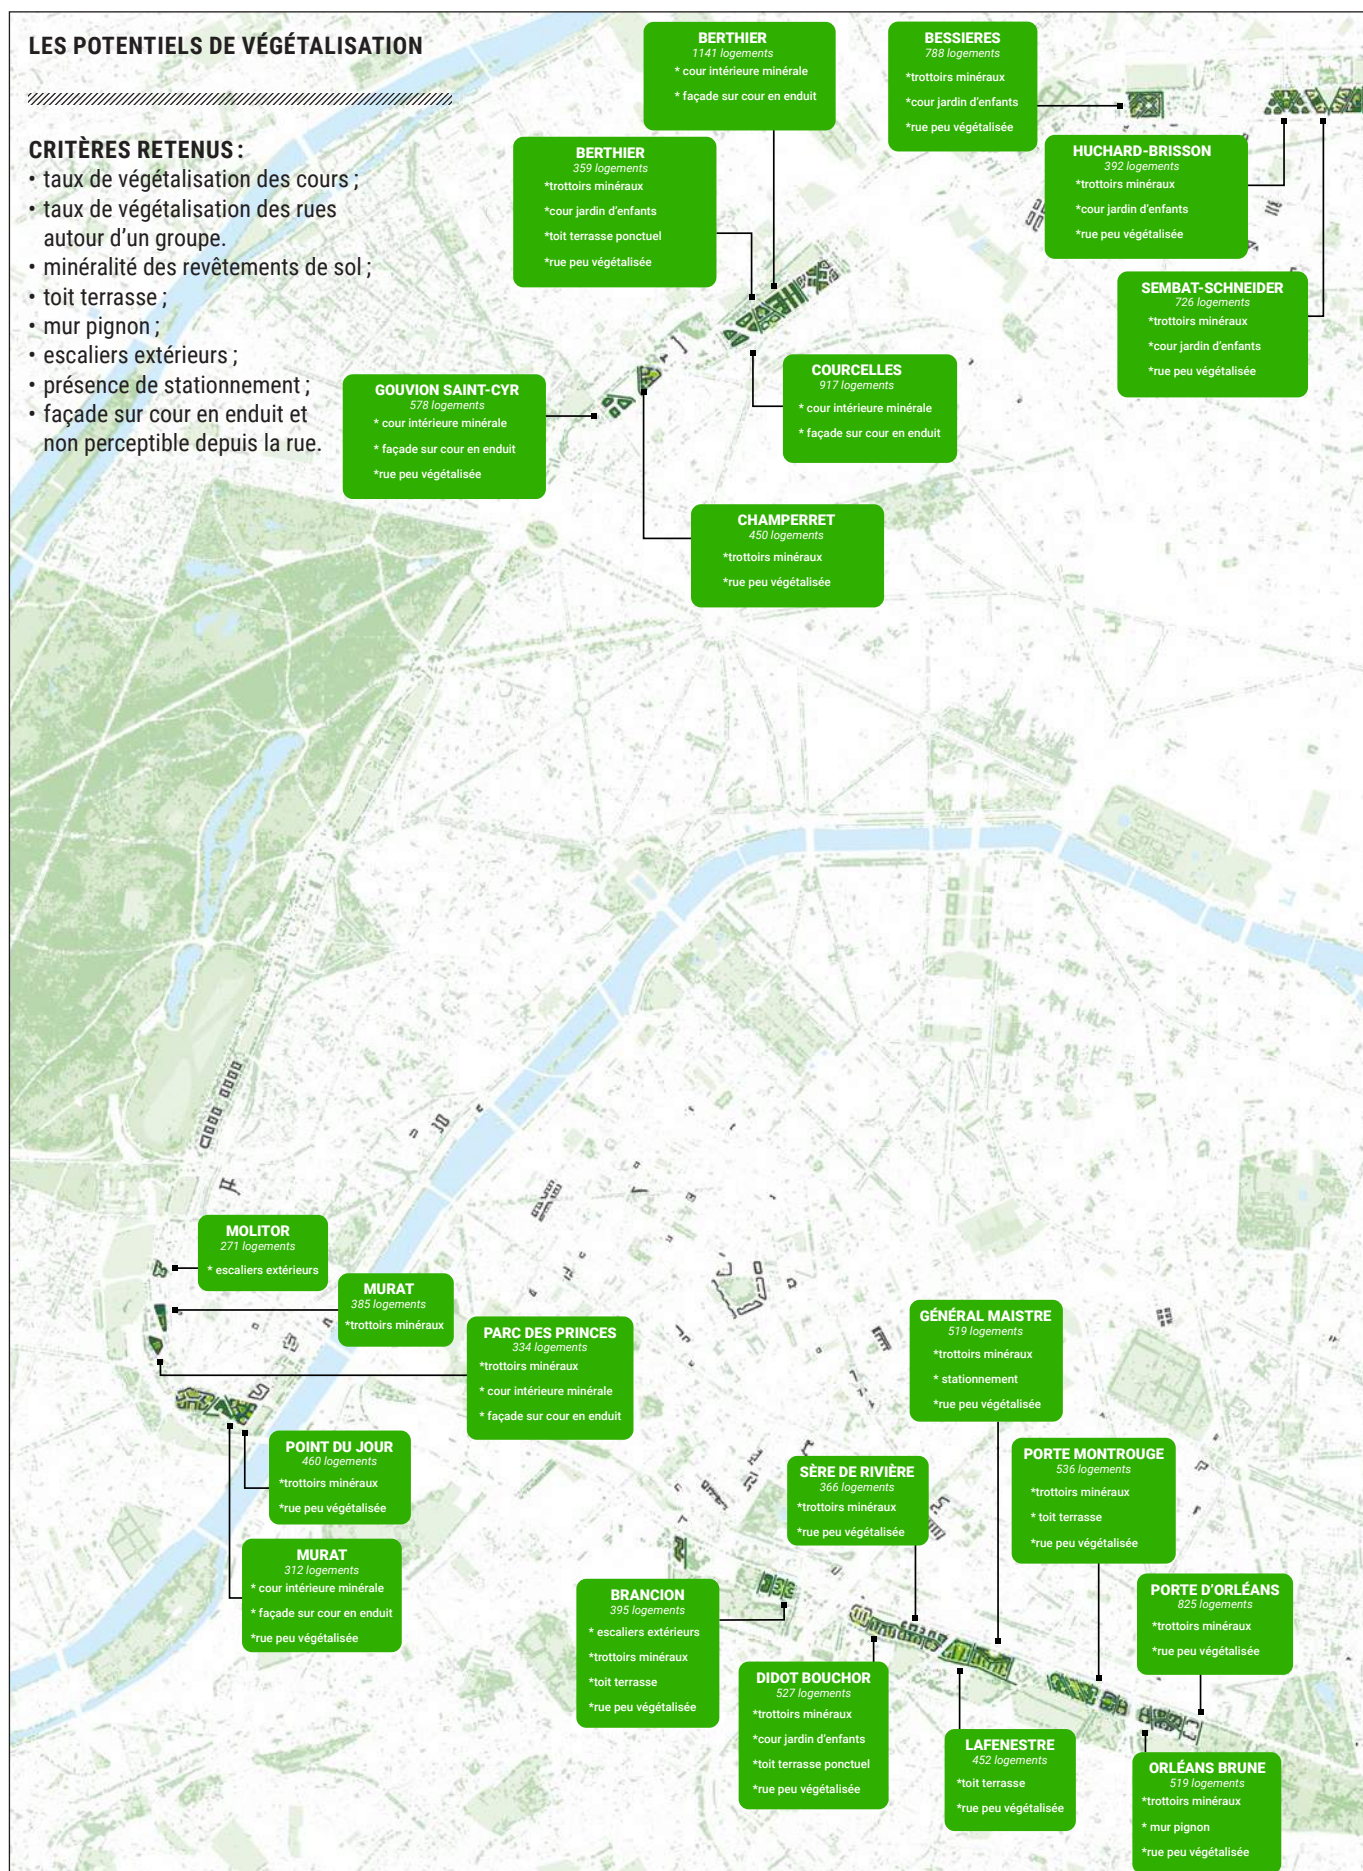 LES POTENTIELS DE VÉGÉTALISATION
CRITÈRES RETENUS :
• taux de végétalisation des cours ;
• taux de végétalisation des rues
autour d’un groupe.
• minéralité des revêtements de sol ;
• toit terrasse ;
• mur pignon ;
• escaliers extérieurs ;
• présence de stationnement ;
• façade sur cour en enduit et
non perceptible depuis la rue.
BERTHIER
1141 logements
* cour intérieure minérale
* façade sur cour en enduit
BESSIERES
788 logements
*trottoirs minéraux
*cour jardin d’enfants
*rue peu végétalisée
BERTHIER
359 logements
*trottoirs minéraux
*cour jardin d’enfants
*toit terrasse ponctuel
*rue peu végétalisée
HUCHARD-BRISSON
392 logements
*trottoirs minéraux
*cour jardin d’enfants
*rue peu végétalisée
SEMBAT-SCHNEIDER
726 logements
*trottoirs minéraux
*cour jardin d’enfants
*rue peu végétalisée
COURCELLES
917 logements
* cour intérieure minérale
* façade sur cour en enduit
GOUVION SAINT-CYR
578 logements
* cour intérieure minérale
* façade sur cour en enduit
*rue peu végétalisée
CHAMPERRET
450 logements
*trottoirs minéraux
*rue peu végétalisée
MOLITOR
271 logements
* escaliers extérieurs
MURAT
385 logements
*trottoirs minéraux
PARC DES PRINCES
334 logements
*trottoirs minéraux
* cour intérieure minérale
* façade sur cour en enduit
GÉNÉRAL MAISTRE
519 logements
*trottoirs minéraux
* stationnement
*rue peu végétalisée
POINT DU JOUR
460 logements
*trottoirs minéraux
*rue peu végétalisée
SÈRE DE RIVIÈRE
366 logements
*trottoirs minéraux
*rue peu végétalisée
PORTE MONTROUGE
536 logements
*trottoirs minéraux
* toit terrasse
*rue peu végétalisée
MURAT
312 logements
* cour intérieure minérale
* façade sur cour en enduit
*rue peu végétalisée
BRANCION
395 logements
* escaliers extérieurs
*trottoirs minéraux
*toit terrasse
*rue peu végétalisée
PORTE D’ORLÉANS
825 logements
*trottoirs minéraux
*rue peu végétalisée
DIDOT BOUCHOR
527 logements
*trottoirs minéraux
*cour jardin d’enfants
*toit terrasse ponctuel
*rue peu végétalisée
LAFENESTRE
452 logements
*toit terrasse
*rue peu végétalisée
ORLÉANS BRUNE
519 logements
*trottoirs minéraux
* mur pignon
*rue peu végétalisée